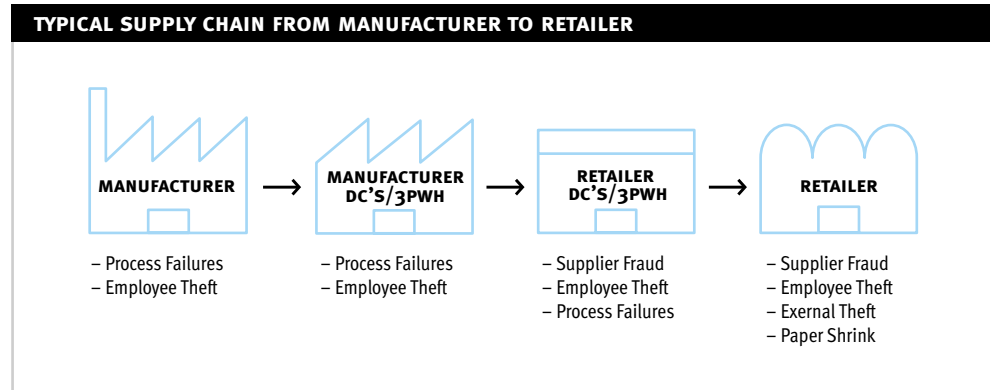 TYPICAL SUPPLY CHAIN FROM MANUFACTURER TO RETAILER
MANUFACTURER
– Process Failures
– Employee Theft
MANUFACTURER
DC'S/3PWH
– Process Failures
– Employee Theft
RETAILER
DC'S/3PWH
– Supplier Fraud
– Employee Theft
– Process Failures
RETAILER
– Supplier Fraud
– Employee Theft
– Exernal Theft
– Paper Shrink